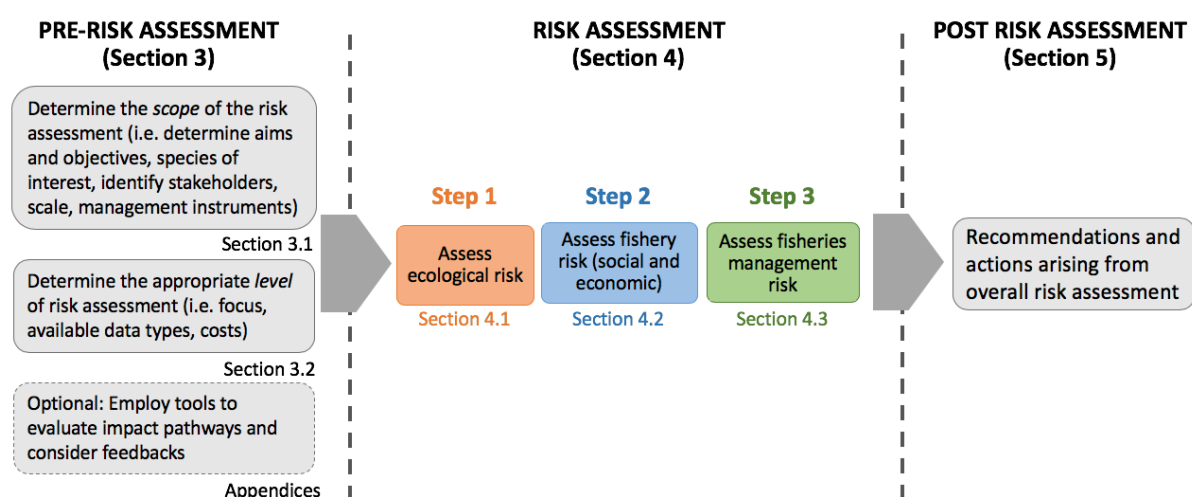 PRE-RISK ASSESSMENT
(Section 3)
Determine the scope of the risk
assessment (i.e. determine aims
and objectives, species of
interest, identify stakeholders,
scale, management instruments)
Section 3.1
Determine the appropriate level
of risk assessment (i.e. focus,
available data types, costs)
Section 3.2
Optional: Employ tools to
evaluate impact pathways and
consider feedbacks
Appendices
RISK ASSESSMENT
(Section 4)
Step 1
Assess
ecological risk
Section 4.1
Step 2
Assess fishery
risk (social and
economic)
Section 4.2
Step 3
Assess fisheries
management
risk
Section 4.3
POST RISK ASSESSMENT
(Section 5)
Recommendations and
actions arising from
overall risk assessment